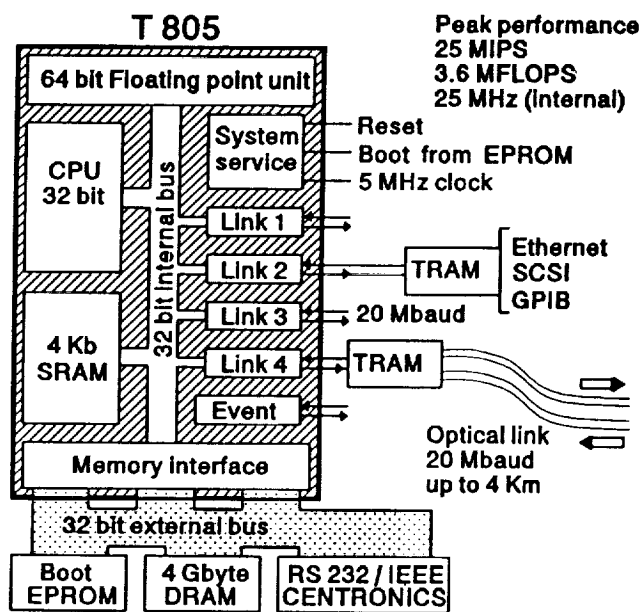 T 805
Peak performance
25 MIPS
3.6 MFLOPS
25 MHz (internal)
64 bit Floating point unit
CPU
32 bit
32 bit internal bus
System
service
Reset
Boot from EPROM
5 MHz clock
Link 1
Link 2
TRAM
Ethernet
SCSI
GPIB
Link 3
20 Mbaud
4 Kb
SRAM
Link 4
TRAM
Event
Optical link
20 Mbaud
up to 4 Km
Memory interface
32 bit external bus
Boot
EPROM
4 Gbyte
DRAM
RS 232 / IEEE
CENTRONICS